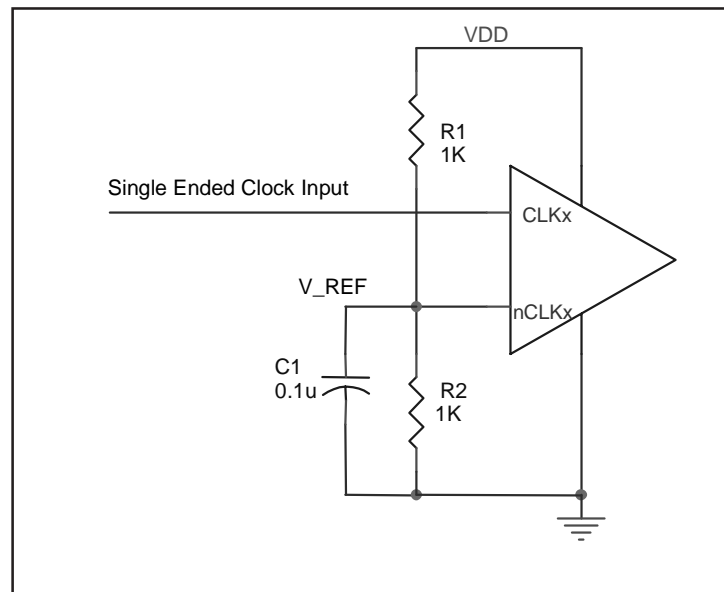 VDD
R1
1K
Single Ended Clock Input
CLKx
V_REF
nCLKx
C1
0.1u
R2
1K